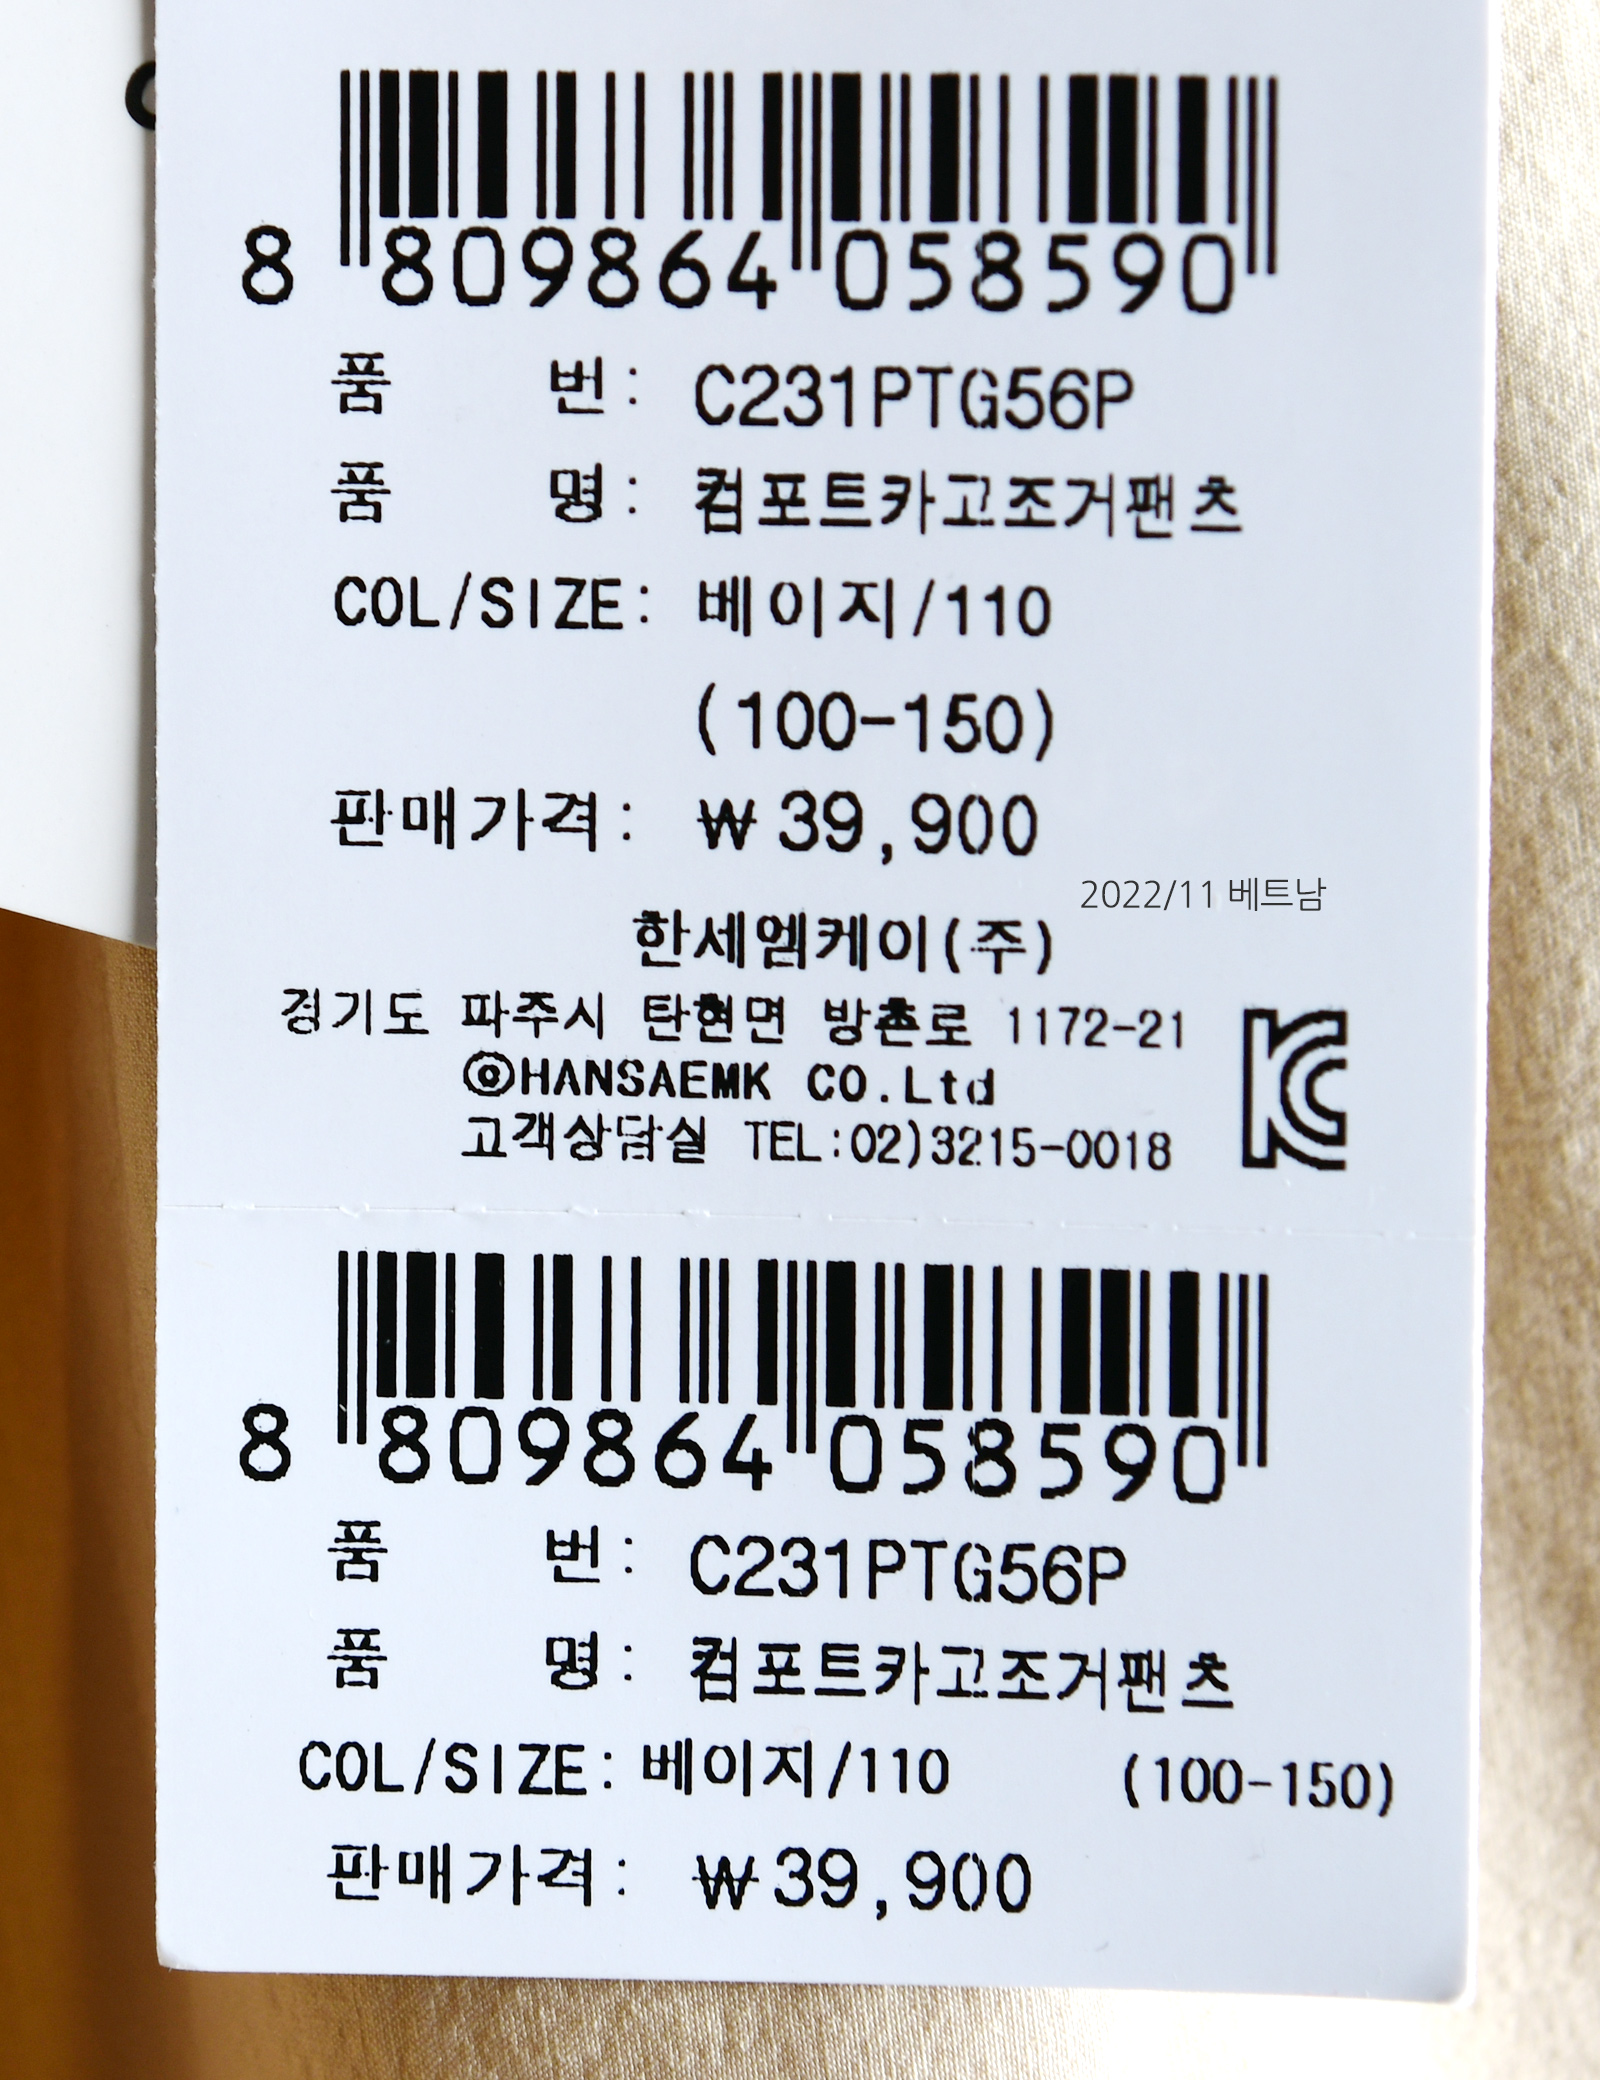 8 809864 058590
품 번: C231PTG56P
품 명: 컴포트카고조거팬츠
COL/SIZE: 베이지/110
(100-150)
판매가격: ₩39,900
2022/11 베트남
한세엠케이(주)
경기도 파주시 탄현면 방촌로 1172-21
©HANSAEMK CO.Ltd
고객상담실 TEL:02)3215-0018
8 809864 058590
품 번: C231PTG56P
품 명: 컴포트카고조거팬츠
COL/SIZE: 베이지/110 (100-150)
판매가격: ₩39,900